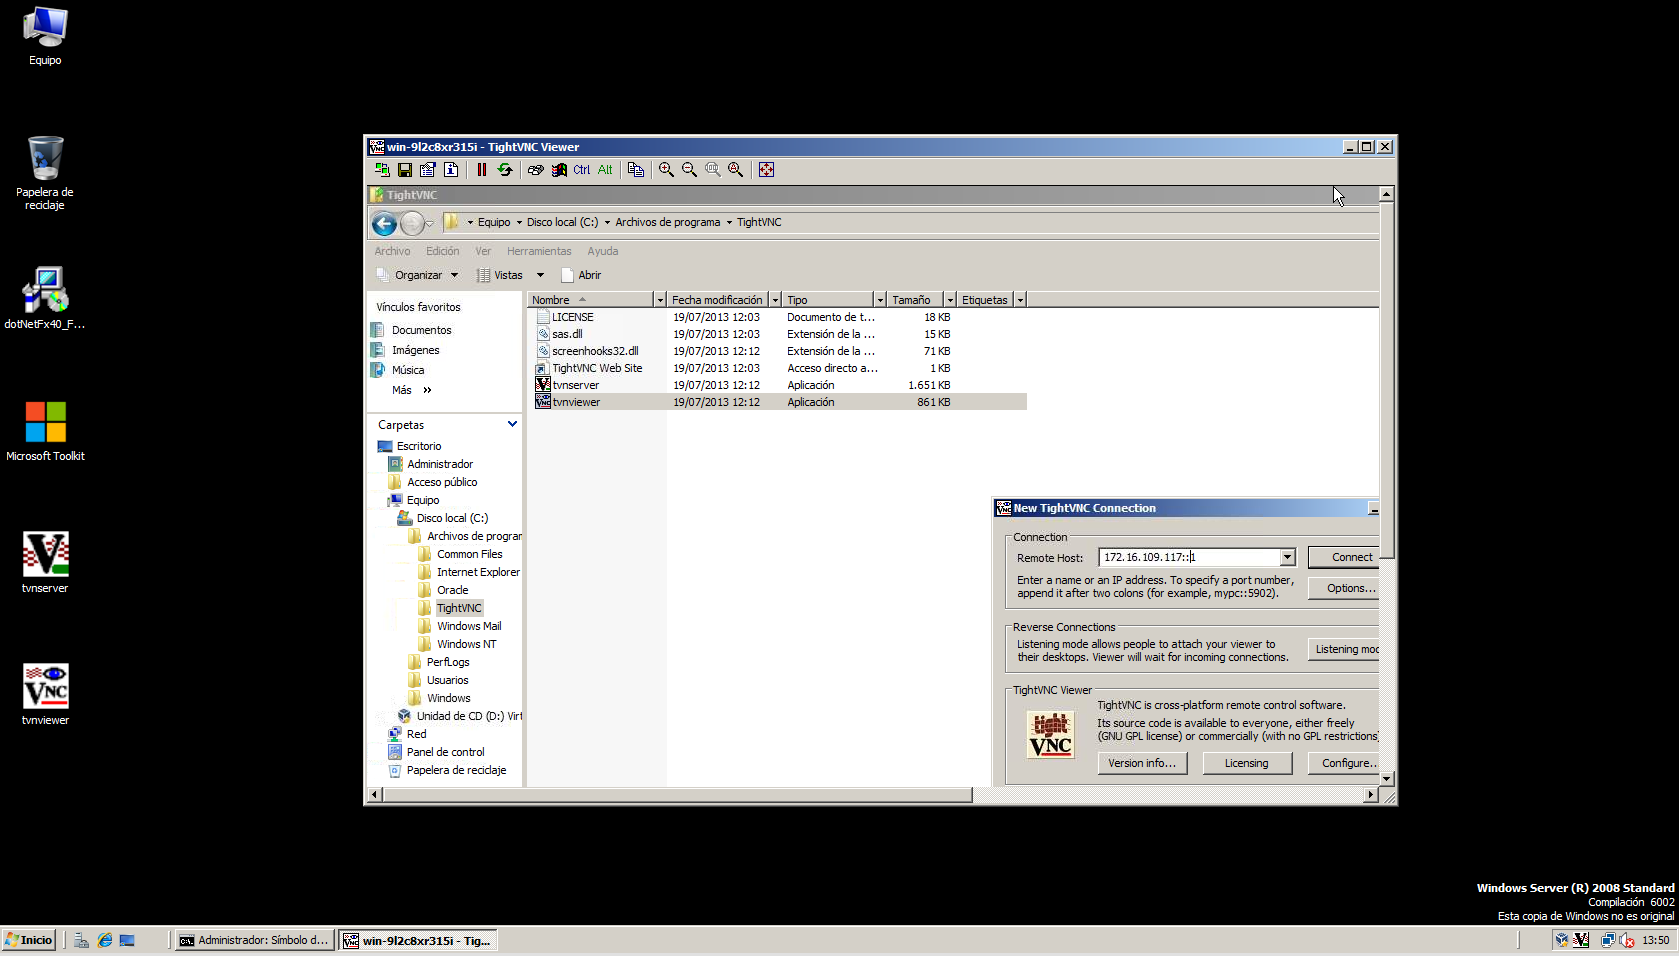 Equipo
Papelera de
reciclaje
dotNetFx40_F...
Microsoft Toolkit
tvnserver
tvnviewer
win-9l2c8xr315i - TightVNC Viewer
Ctrl Alt
TightVNC
Equipo Disco local (C:) Archivos de programa TightVNC
Archivo Edición Ver Herramientas Ayuda
Organizar Vistas Abrir
Vínculos favoritos
Documentos
Imágenes
Música
Más »
Carpetas
Escritorio
Administrador
Acceso público
Equipo
Disco local (C:)
Archivos de prograr
Common Files
Internet Explorer
Oracle
TightVNC
Windows Mail
Windows NT
PerfLogs
Usuarios
Windows
Unidad de CD (D:) Virt
Red
Panel de control
Papelera de reciclaje
Nombre Fecha modificación Tipo Tamaño Etiquetas
LICENSE 19/07/2013 12:03 Documento de t... 18 KB
sas.dll 19/07/2013 12:03 Extensión de la ... 15 KB
screenhooks32.dll 19/07/2013 12:12 Extensión de la ... 71 KB
TightVNC Web Site 19/07/2013 12:03 Acceso directo a... 1 KB
tvnserver 19/07/2013 12:12 Aplicación 1.651 KB
tvnviewer 19/07/2013 12:12 Aplicación 861 KB
New TightVNC Connection
Connection
Remote Host: 172.16.109.117::1 Connect
Enter a name or an IP address. To specify a port number,
append it after two colons (for example, mypc::5902).
Options...
Reverse Connections
Listening mode allows people to attach your viewer to
their desktops. Viewer will wait for incoming connections.
Listening mod
TightVNC Viewer
TightVNC is cross-platform remote control software.
Its source code is available to everyone, either freely
(GNU GPL license) or commercially (with no GPL restrictions)
tight
VNC
Version info... Licensing Configure..
Windows Server (R) 2008 Standard
Compilación 6002
Esta copia de Windows no es original
Inicio Administrador: Símbolo d... win-9l2c8xr315i - Tig... 13:50